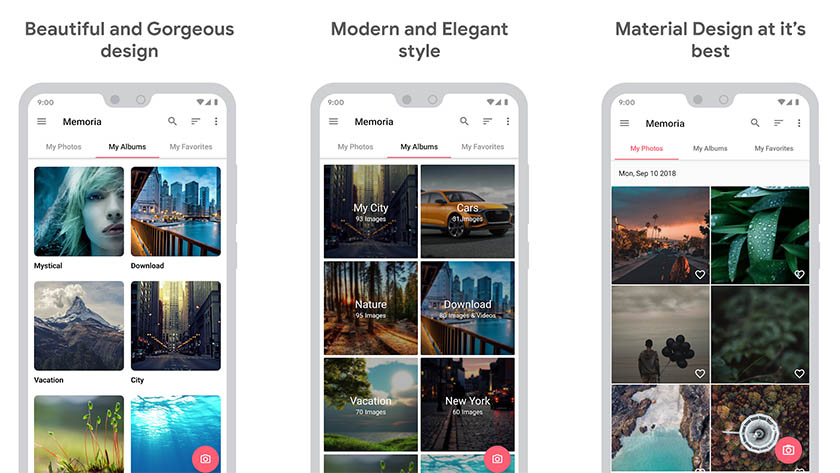 Beautiful and Gorgeous
design
9:00
Memoria
My Photos My Albums My Favorites
Mystical Download
Vacation City
Modern and Elegant
style
9:00
Memoria
My Photos My Albums My Favorites
My City
93 Images
Cars
31 Images
Nature
95 Images
Download
80 Images & Videos
Vacation
70 Images
New York
60 Images
Material Design at it's
best
9:00
Memoria
My Photos My Albums My Favorites
Mon, Sep 10 2018